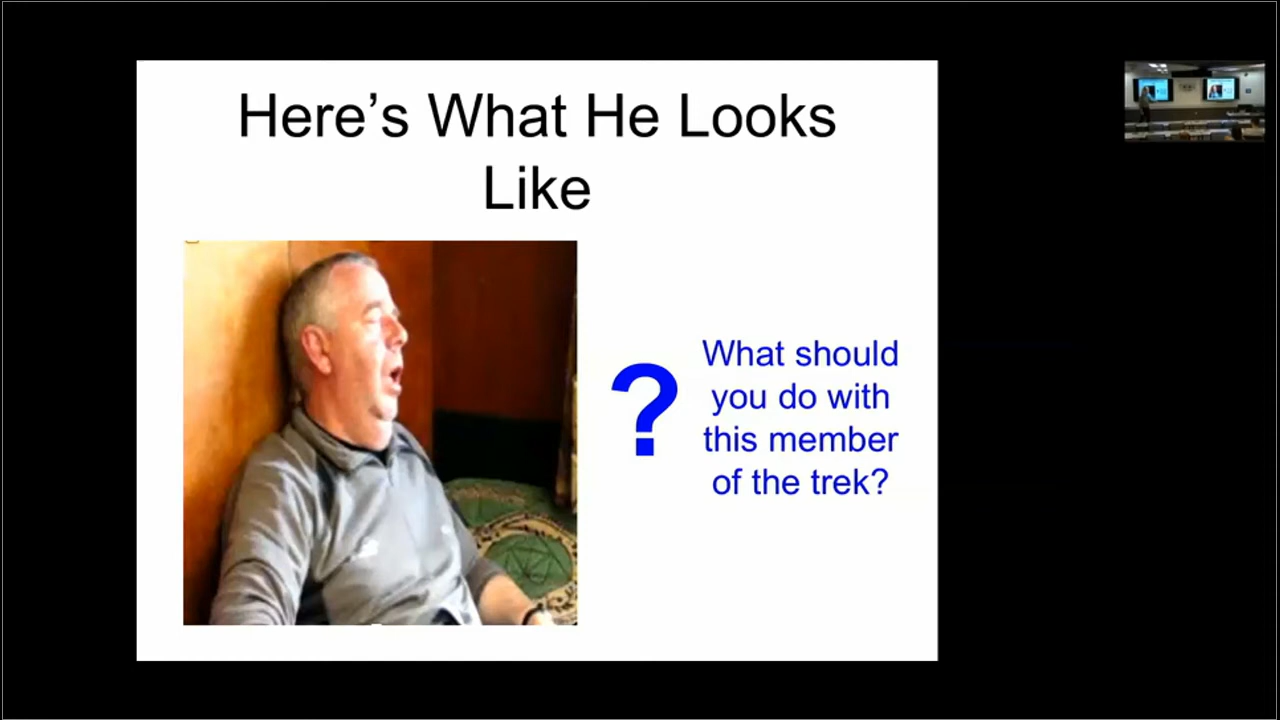 Here’s What He Looks
Like
?
What should
you do with
this member
of the trek?